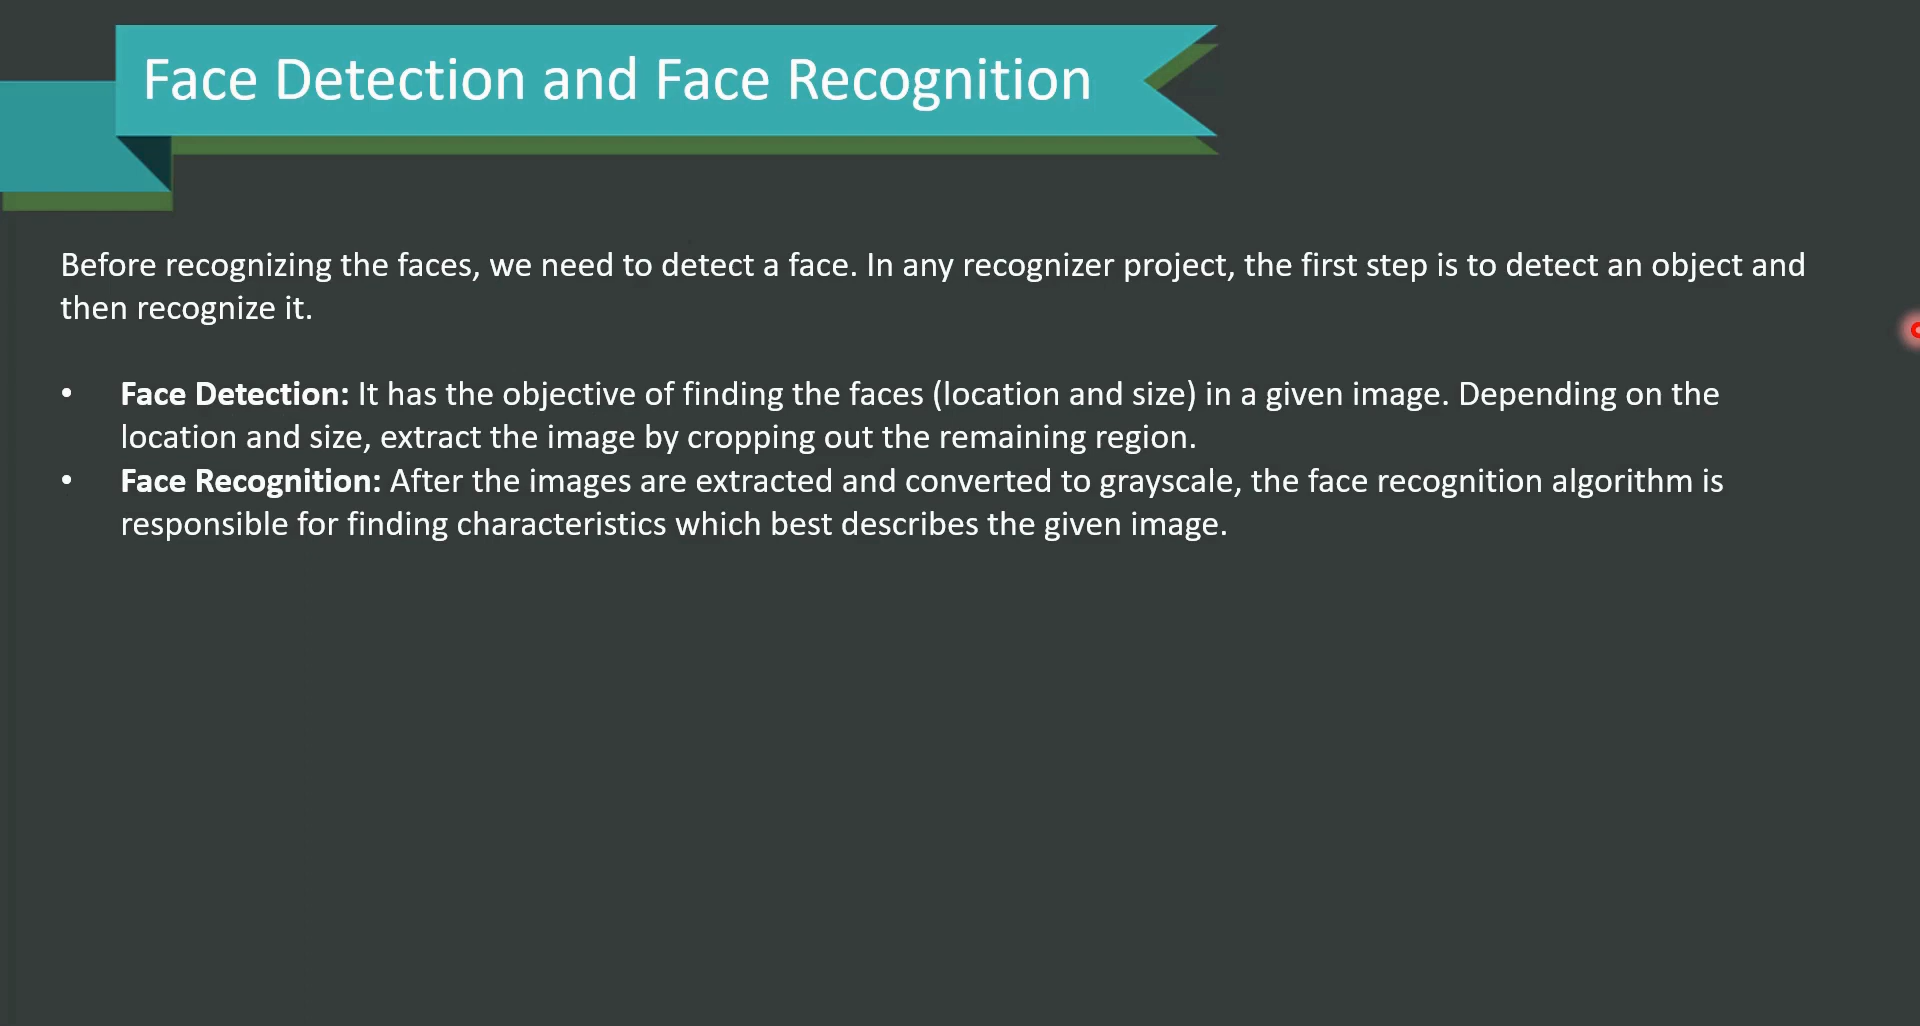 Face Detection and Face Recognition
Before recognizing the faces, we need to detect a face. In any recognizer project, the first step is to detect an object and
then recognize it.
• Face Detection: It has the objective of finding the faces (location and size) in a given image. Depending on the
location and size, extract the image by cropping out the remaining region.
• Face Recognition: After the images are extracted and converted to grayscale, the face recognition algorithm is
responsible for finding characteristics which best describes the given image.